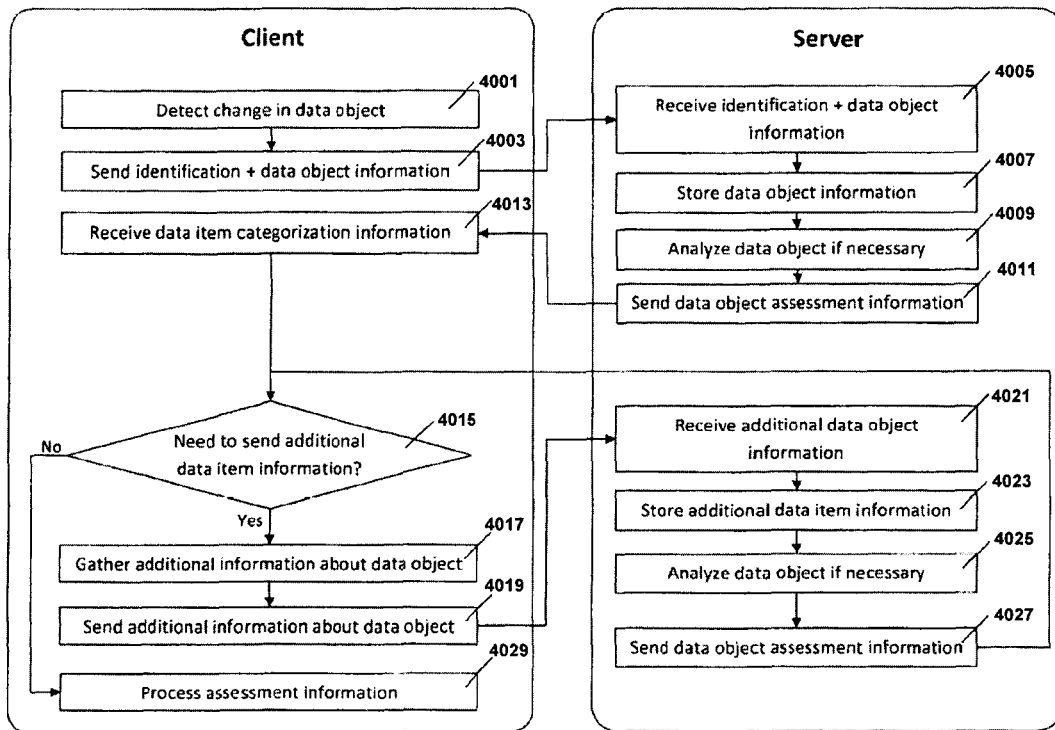 Client
4001
Detect change in data object
4003
Send identification + data object information
4013
Receive data item categorization information
4015
Need to send additional
data item information?
No
Yes
4017
Gather additional information about data object
4019
Send additional information about data object
4029
Process assessment information
Server
4005
Receive identification + data object
information
4007
Store data object information
4009
Analyze data object if necessary
4011
Send data object assessment information
4021
Receive additional data object
information
4023
Store additional data item information
4025
Analyze data object if necessary
4027
Send data object assessment information